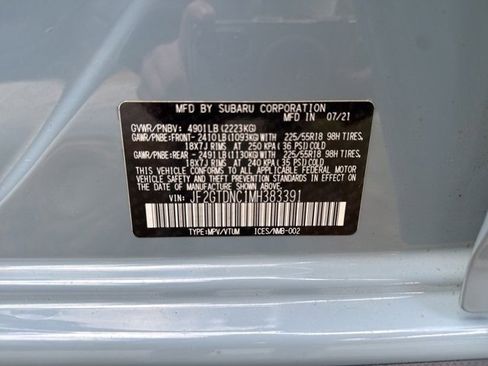 MFD BY SUBARU CORPORATION
MFD IN 07/21
GVWR/PNBV: 4901LB(2223KG)
GAWR/PNBE:FRONT-2410LB(1093KG)WITH 225/55R18 98H TIRES,
18X7J RIMS, AT 250 KPA(36 PSI)COLD
GAWR/PNBE:REAR -2491LB(1130KG)WITH 225/55R18 98H TIRES,
18X7J RIMS, AT 240 KPA(35 PSI)COLD.
THIS VEHICLE CONFORMS TO ALL APPLICABLE FEDERAL MOTOR
VEHICLE SAFETY STANDARDS IN EFFECT ON THE DATE
OF MANUFACTURE SHOWN ABOVE.
VIN: JF2GTDNC1MH383391
TYPE:MPV/VTUM ICES/NMB-002